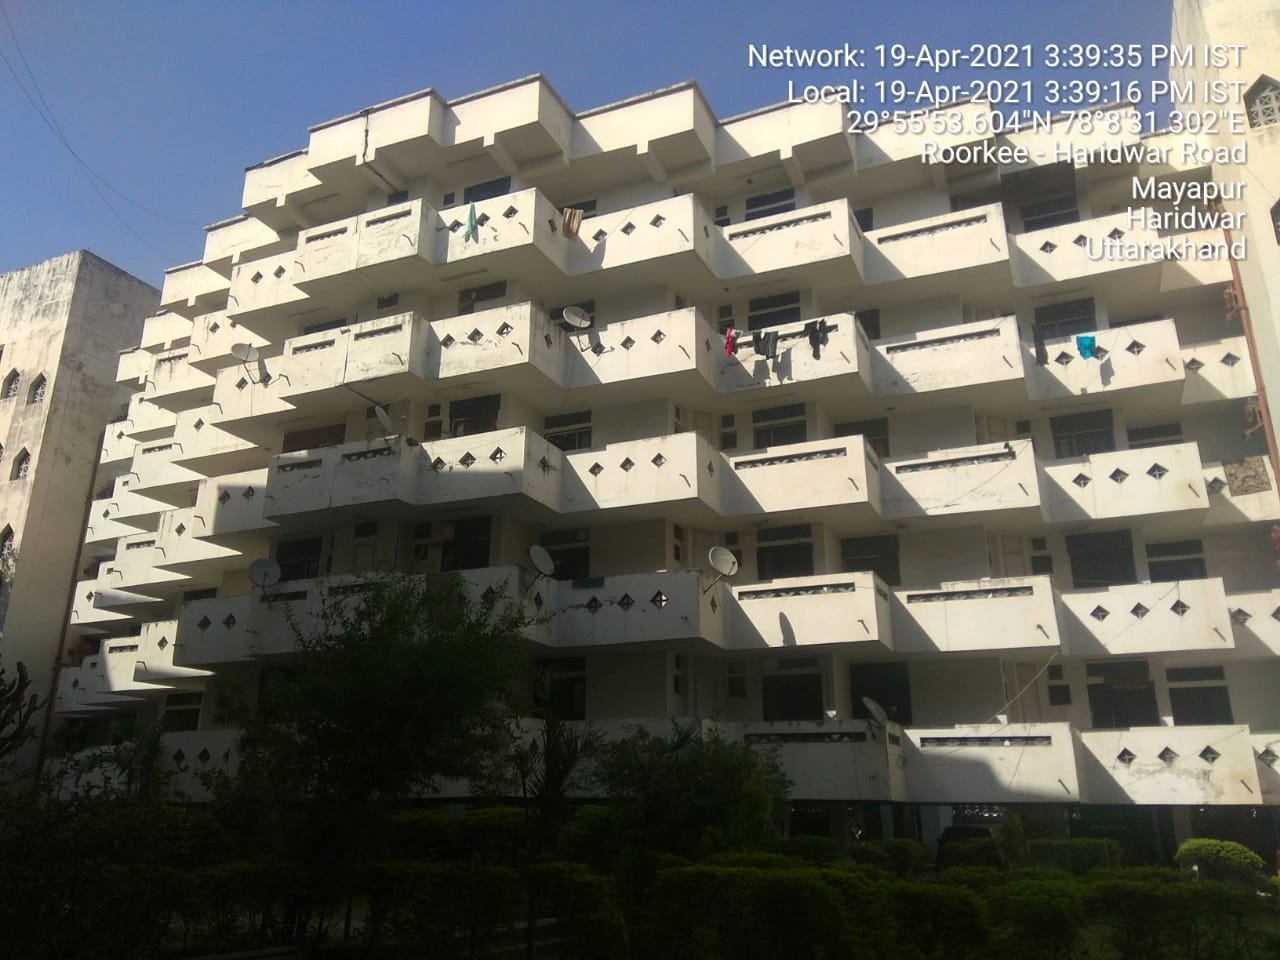 Network: 19-Apr-2021 3:39:35 PM IST
Local: 19-Apr-2021 3:39:16 PM IST
29°55'53.604"N 78°8'31.302"E
Roorkee - Haridwar Road
Mayapur
Haridwar
Uttarakhand